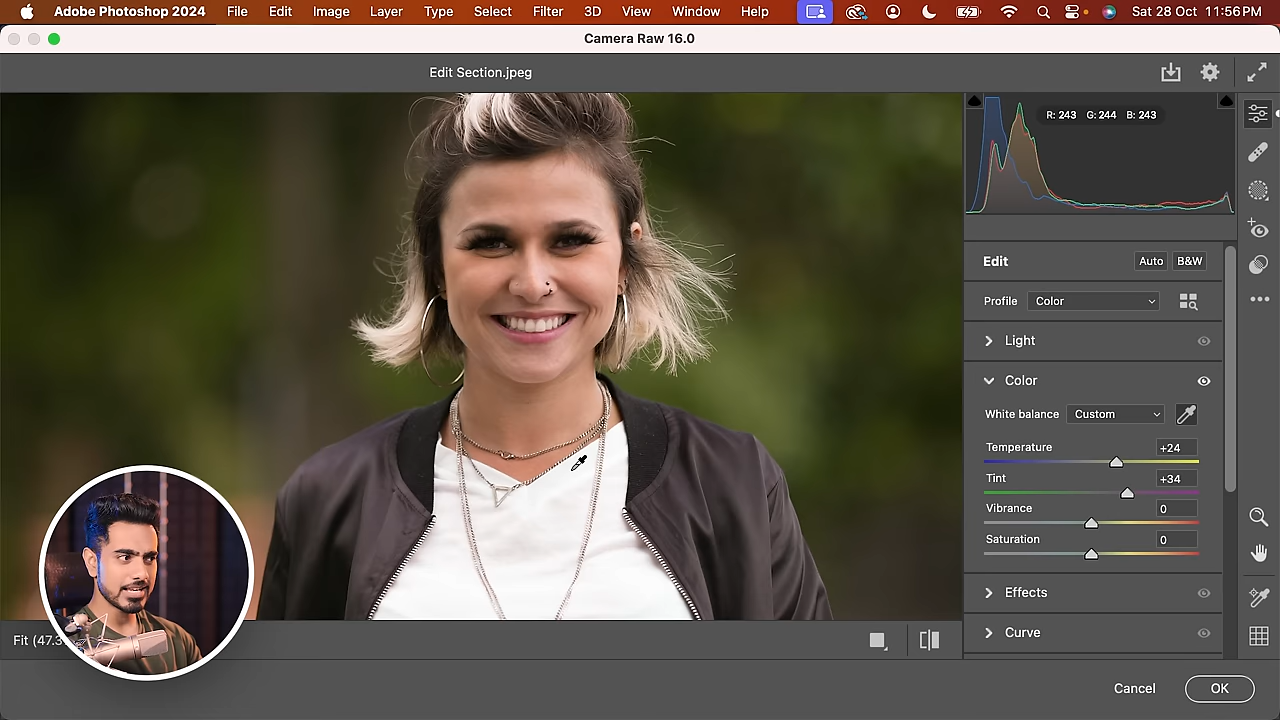 Adobe Photoshop 2024 File Edit Image Layer Type Select Filter 3D View Window Help Sat 28 Oct 11:56 PM
Camera Raw 16.0
Edit Section.jpeg
R: 243 G: 244 B: 243
Edit Auto B&W
Profile Color
Light
Color
White balance Custom
Temperature +24
Tint +34
Vibrance 0
Saturation 0
Effects
Curve
Fit (47.3
Cancel OK